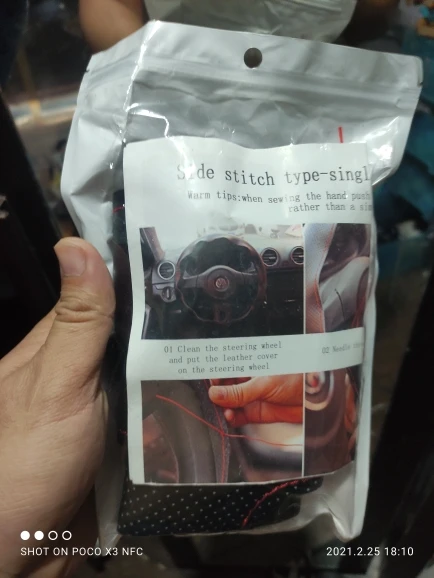 Side stitch type-singl
Warm tips:when sewing the hand push
rather than a
01 Clean the steering wheel
and put the leather cover
on the steering wheel
02 Needle
SHOT ON POCO X3 NFC
2021.2.25 18:10